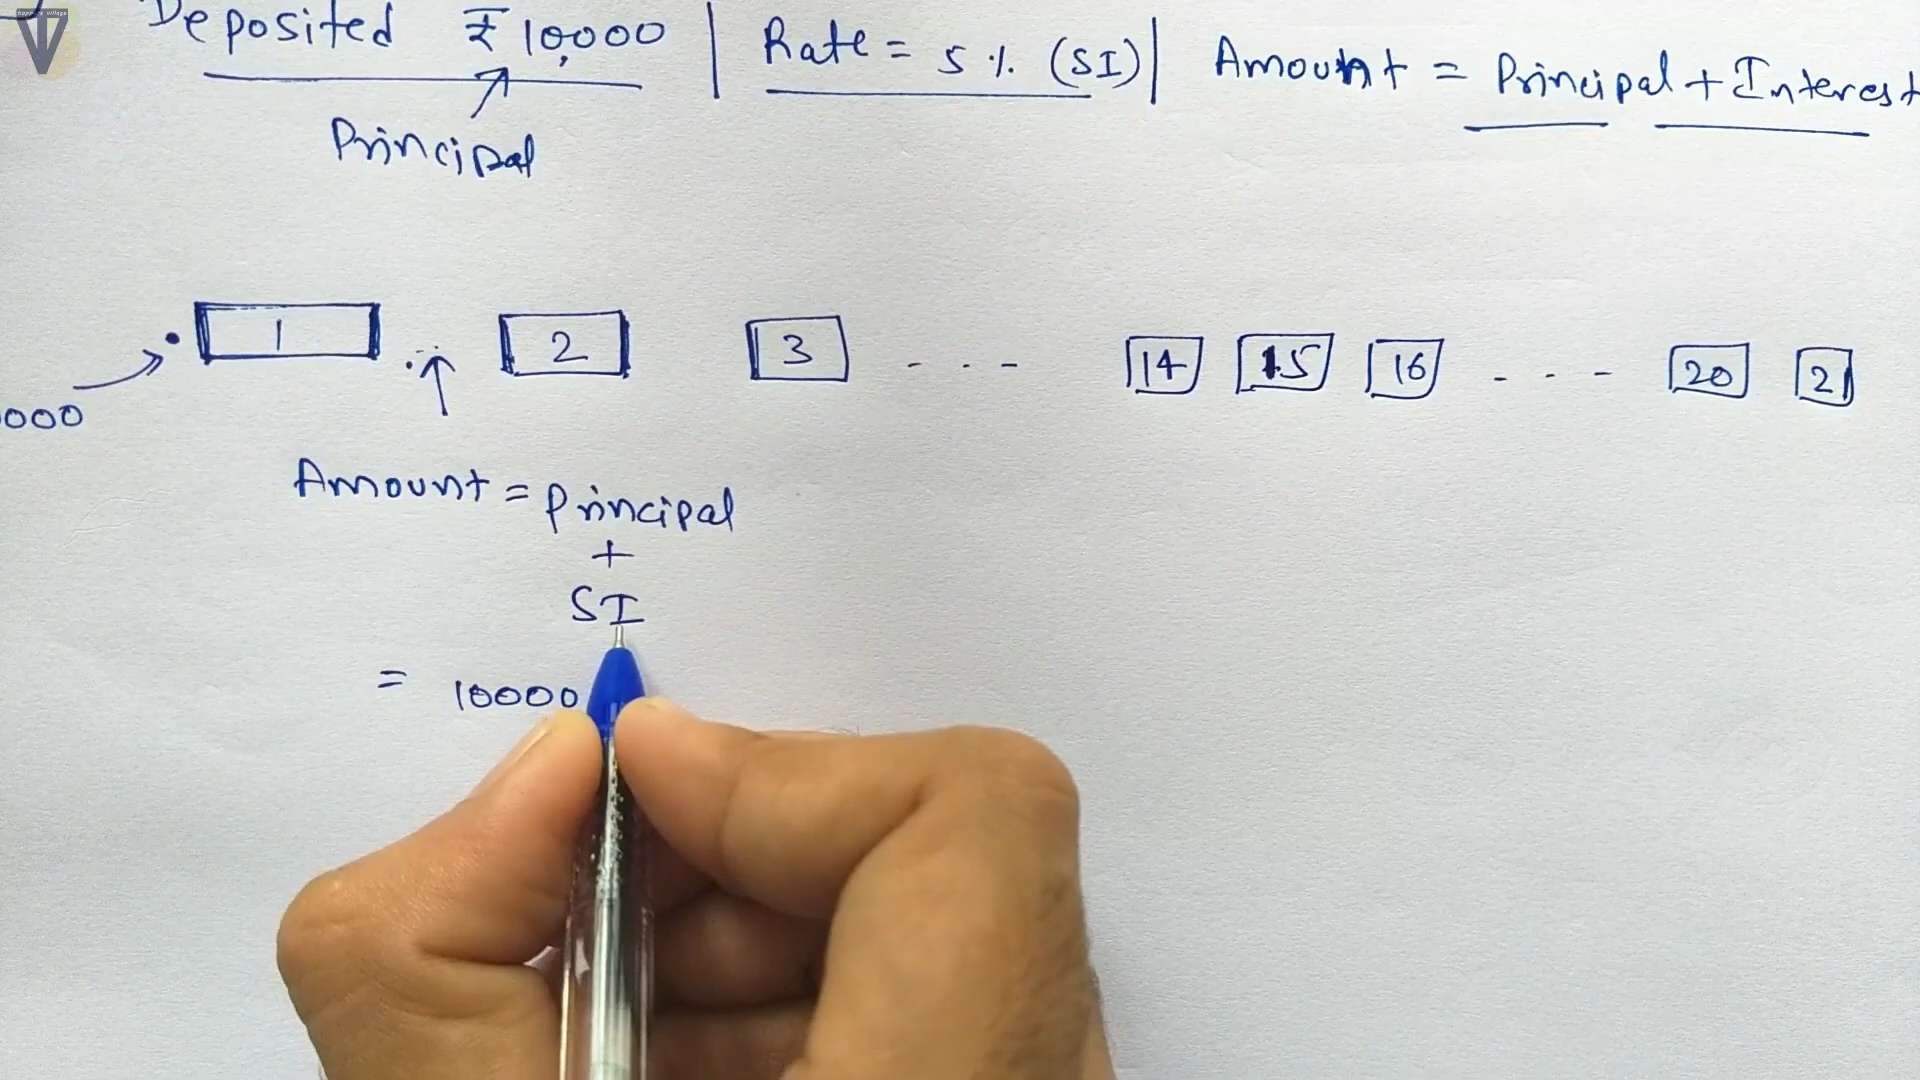 Deposited ₹10,000 | Rate = 5 % (SI) | Amount = Principal + Interest
Principal
1 2 3 - - - 14 15 16 - - - 20 21
000
Amount = Principal
+
SI
= 10000